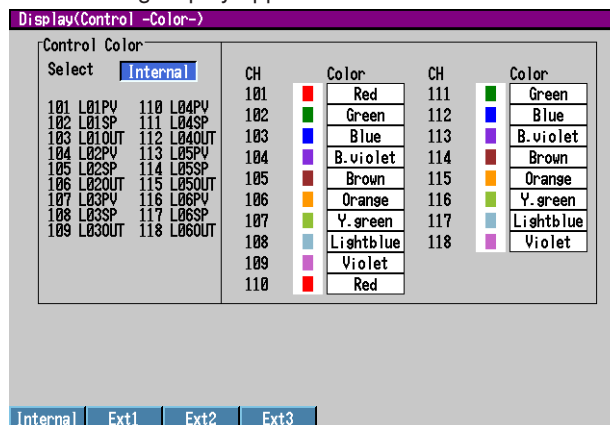 Display(Control -Color-)
Control Color
Select Internal
101 L01PV 110 L04PV
102 L01SP 111 L04SP
103 L01OUT 112 L04OUT
104 L02PV 113 L05PV
105 L02SP 114 L05SP
106 L02OUT 115 L05OUT
107 L03PV 116 L06PV
108 L03SP 117 L06SP
109 L03OUT 118 L06OUT
CH Color CH Color
101 Red 111 Green
102 Green 112 Blue
103 Blue 113 B.violet
104 B.violet 114 Brown
105 Brown 115 Orange
106 Orange 116 Y.green
107 Y.green 117 Lightblue
108 Lightblue 118 Violet
109 Violet
110 Red
Internal Ext1 Ext2 Ext3